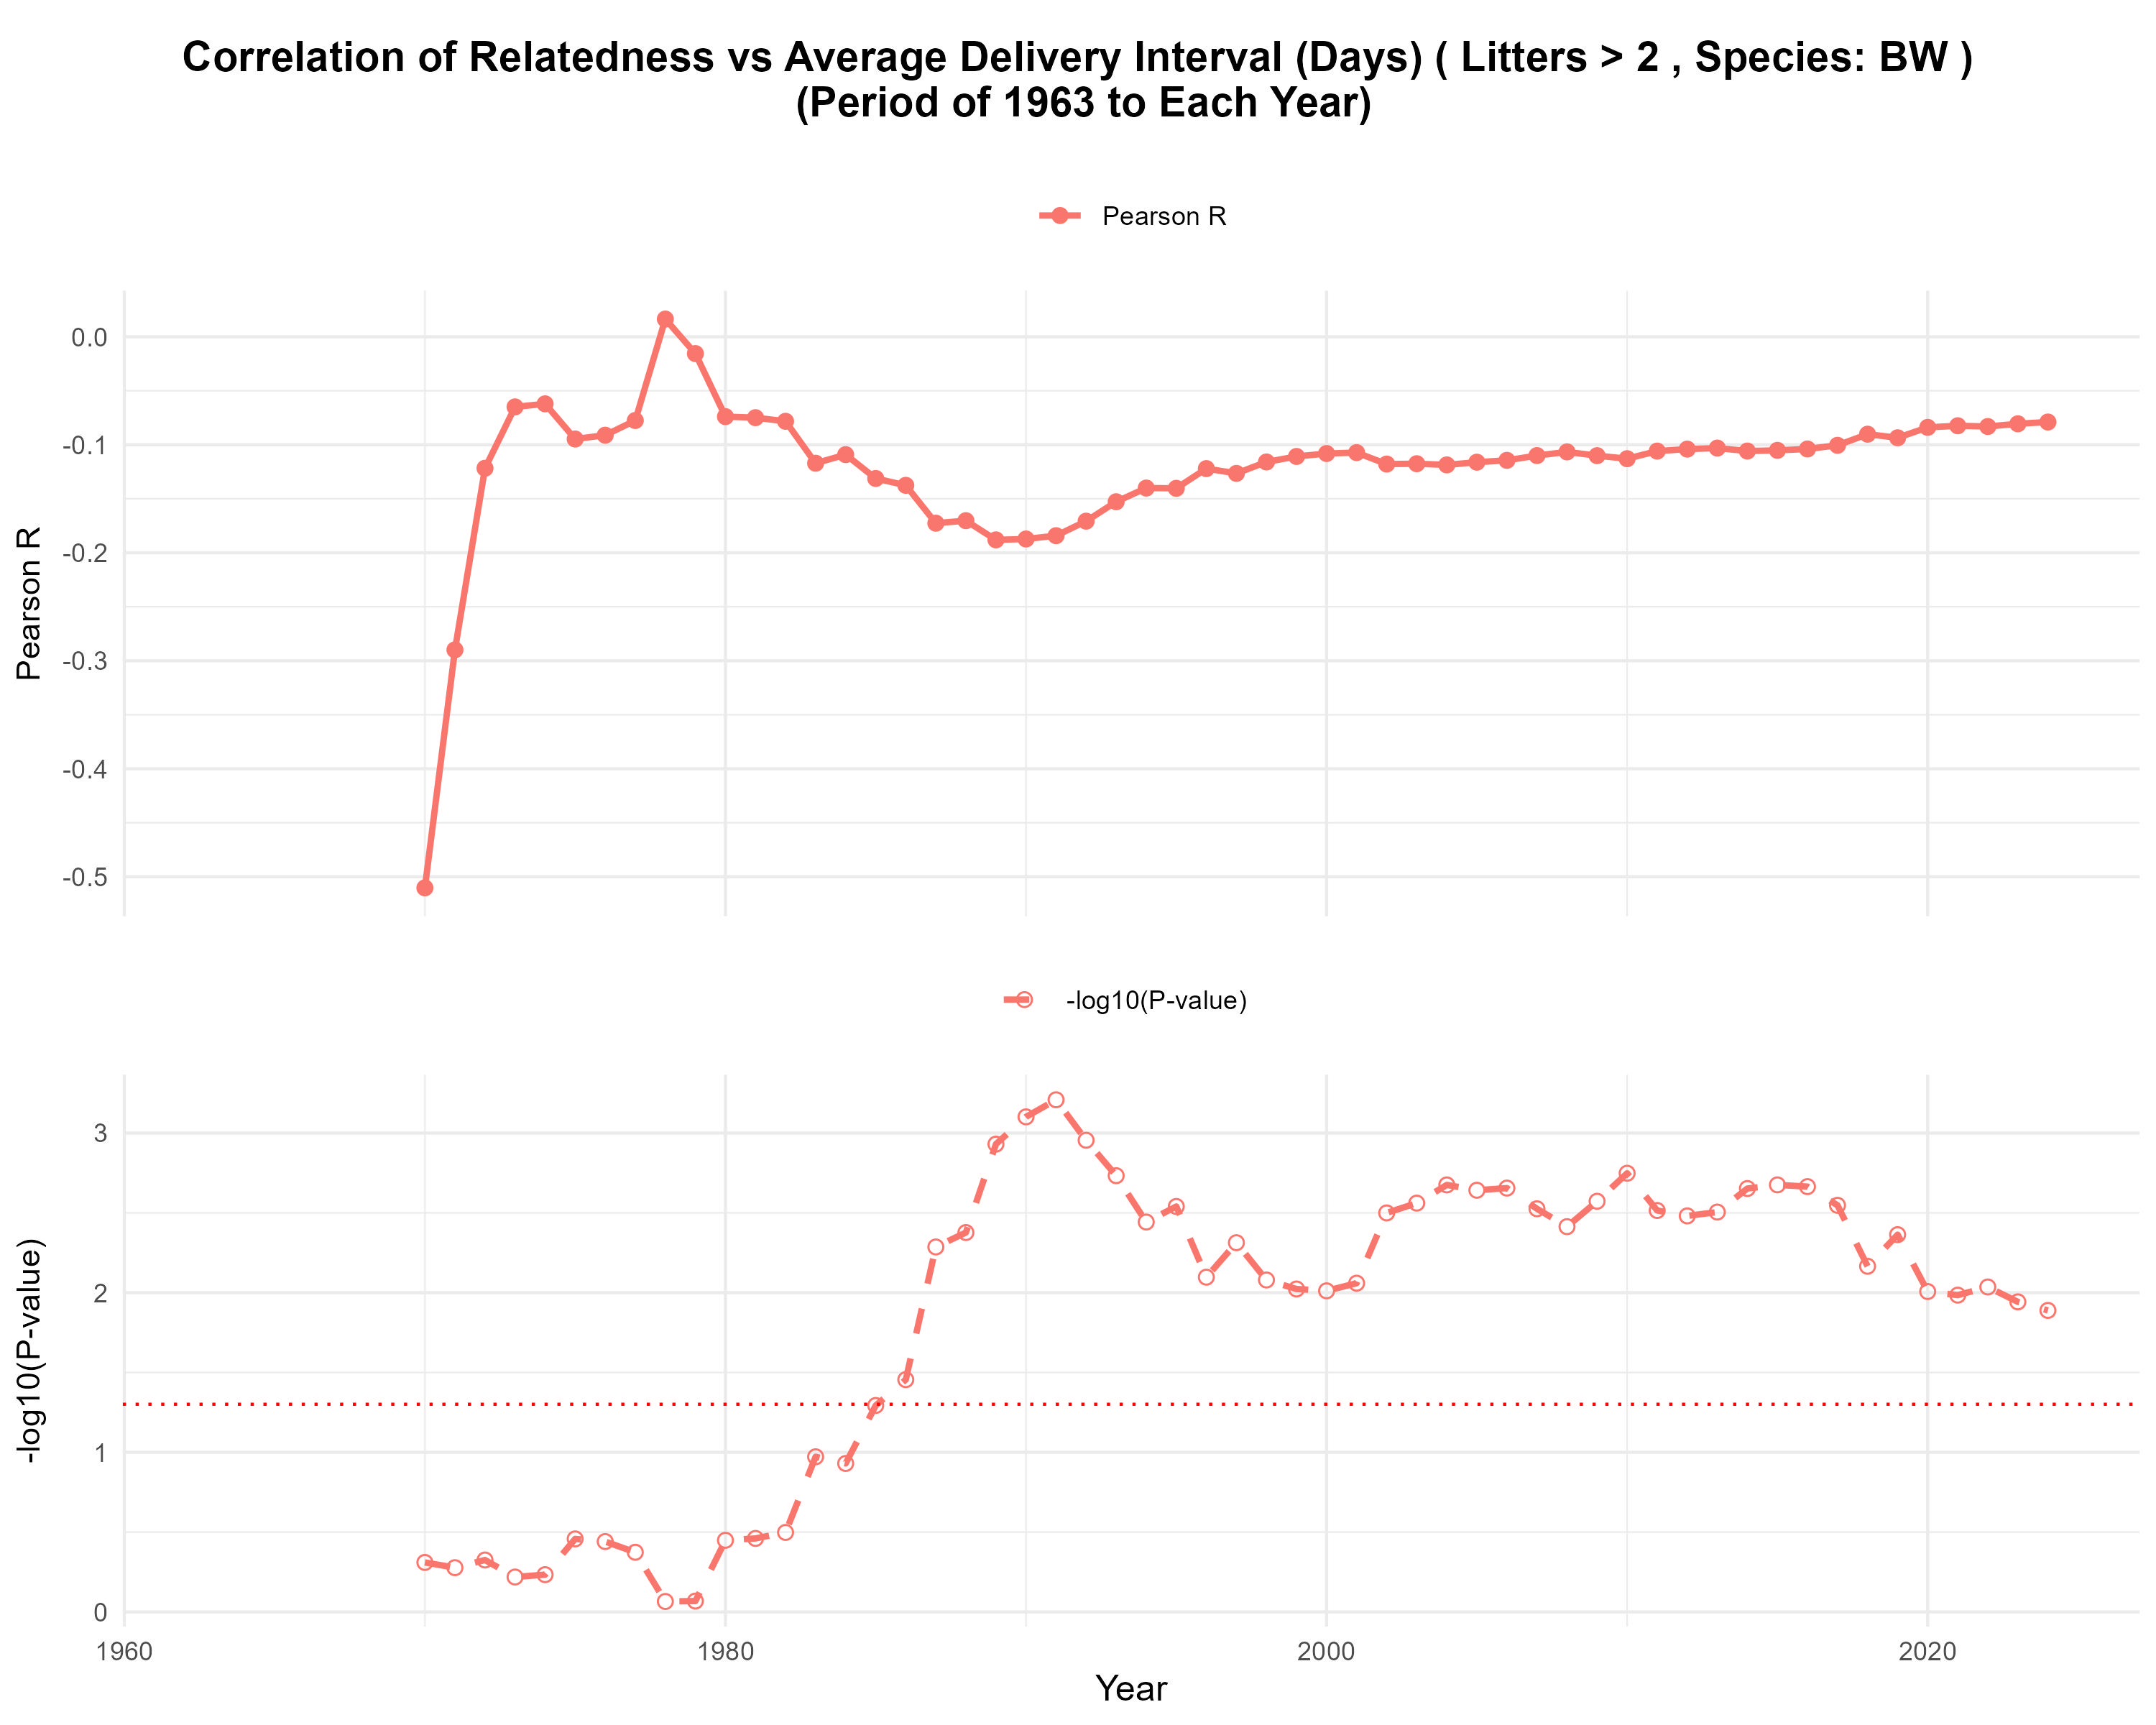 Correlation of Relatedness vs Average Delivery Interval (Days) ( Litters > 2 , Species: BW )
(Period of 1963 to Each Year)
Pearson R
Pearson R
0.0
-0.1
-0.2
-0.3
-0.4
-0.5
-log10(P-value)
-log10(P-value)
3
2
1
0
1960
1980
2000
2020
Year